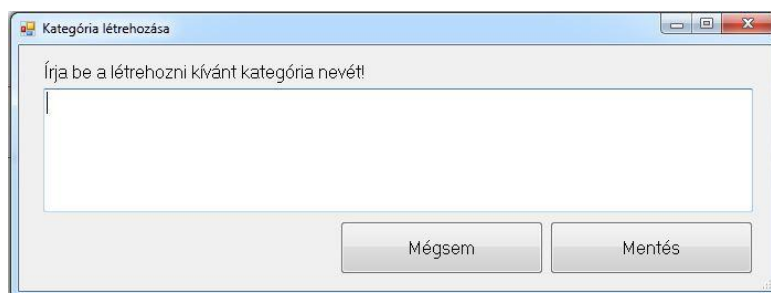 Kategória létrehozása
Írja be a létrehozni kívánt kategória nevét!
Mégsem
Mentés